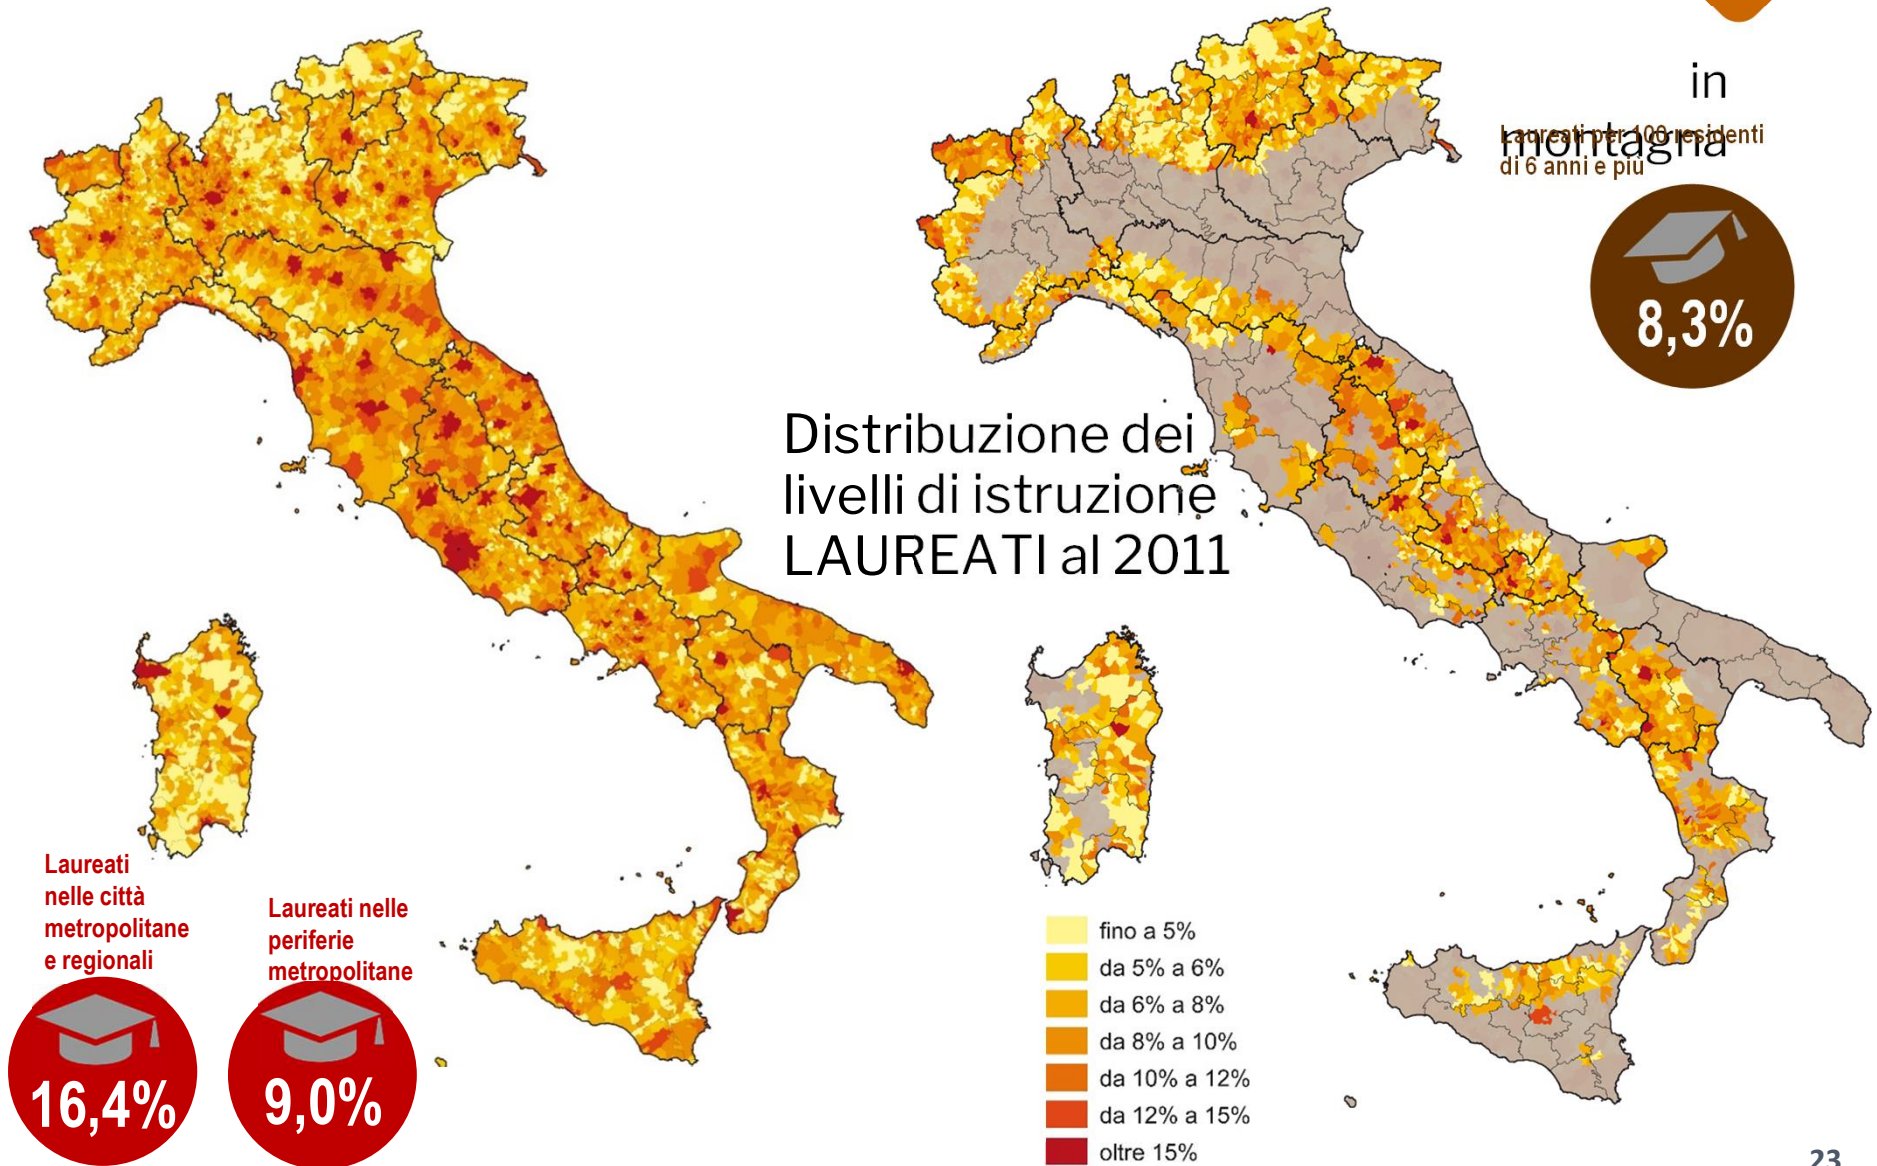 in
montagna
Laureati per 100 residenti
di 6 anni e più
8,3%
Distribuzione dei
livelli di istruzione
LAUREATI al 2011
Laureati
nelle città
metropolitane
e regionali
16,4%
Laureati nelle
periferie
metropolitane
9,0%
fino a 5%
da 5% a 6%
da 6% a 8%
da 8% a 10%
da 10% a 12%
da 12% a 15%
oltre 15%
23